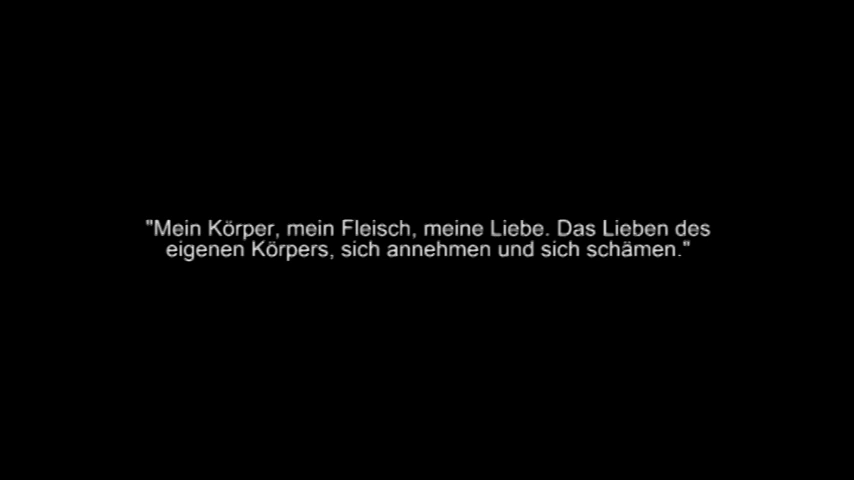 "Mein Körper, mein Fleisch, meine Liebe. Das Lieben des
eigenen Körpers, sich annehmen und sich schämen."